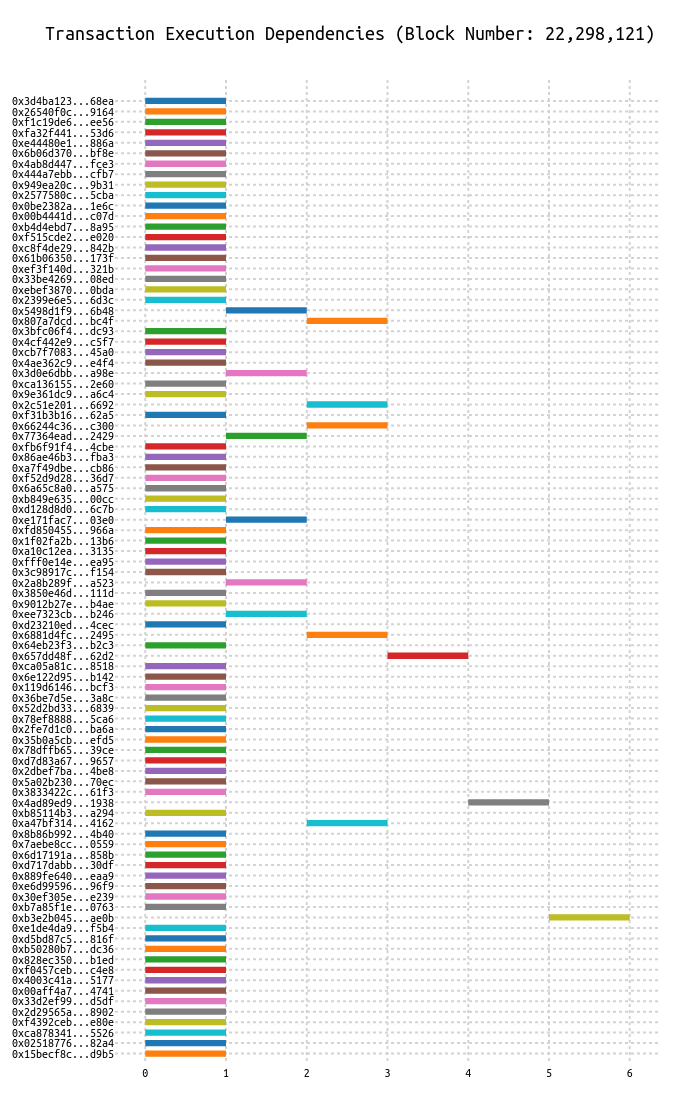 Transaction Execution Dependencies (Block Number: 22,298,121)
0x3d4ba123...68ea
0x26540f0c...9164
0xf1c19de6...ee56
0xfa32f441...53d6
0xe44480e1...886a
0x6b06d370...bf8e
0x4ab8d447...fce3
0x444a7ebb...cfb7
0x949ea20c...9b31
0x2577580c...5cba
0x0be2382a...1e6c
0x00b4441d...c07d
0xb4d4ebd7...8a95
0xf515cde2...e020
0xc8f4de29...842b
0x61b06350...173f
0xef3f140d...321b
0x33be4269...08ed
0xebef3870...0bda
0x2399e6e5...6d3c
0x5498d1f9...6b48
0x807a7dcd...bc4f
0x3bfc06f4...dc93
0x4cf442e9...c5f7
0xcb7f7083...45a0
0x4ae362c9...e4f4
0x3d0e6dbb...a98e
0xca136155...2e60
0x9e361dc9...a6c4
0x2c51e201...6692
0xf31b3b16...62a5
0x66244c36...c300
0x77364ead...2429
0xfb6f91f4...4cbe
0x86ae46b3...fba3
0xa7f49dbe...cb86
0xf52d9d28...36d7
0x6a65c8a0...a575
0xb849e635...00cc
0xd128d8d0...6c7b
0xe171fac7...03e0
0xfd850455...966a
0x1f02fa2b...13b6
0xa10c12ea...3135
0xfff0e14e...ea95
0x3c98917c...f154
0x2a8b289f...a523
0x3850e46d...111d
0x9012b27e...b4ae
0xee7323cb...b246
0xd23210ed...4cec
0x6881d4fc...2495
0x64eb23f3...b2c3
0x657dd48f...62d2
0xca05a81c...8518
0x6e122d95...b142
0x119d6146...bcf3
0x36be7d5e...3a8c
0x52d2bd33...6839
0x78ef8888...5ca6
0x2fe7d1c0...ba6a
0x35b0a5cb...efd5
0x78dffb65...39ce
0xd7d83a67...9657
0x2dbef7ba...4be8
0x5a02b230...70ec
0x3833422c...61f3
0x4ad89ed9...1938
0xb85114b3...a294
0xa47bf314...4162
0x8b86b992...4b40
0x7aebe8cc...0559
0x6d17191a...858b
0xd717dabb...30df
0x889fe640...eaa9
0xe6d99596...96f9
0x30ef305e...e239
0xb7a85f1e...0763
0xb3e2b045...ae0b
0xe1de4da9...f5b4
0xd5bd87c5...816f
0xb50280b7...dc36
0x828ec350...b1ed
0xf0457ceb...c4e8
0x4003c41a...5177
0x00aff4a7...4741
0x33d2ef99...d5df
0x2d29565a...8902
0xf4392ceb...e80e
0xca878341...5526
0x02518776...82a4
0x15becf8c...d9b5
0 1 2 3 4 5 6